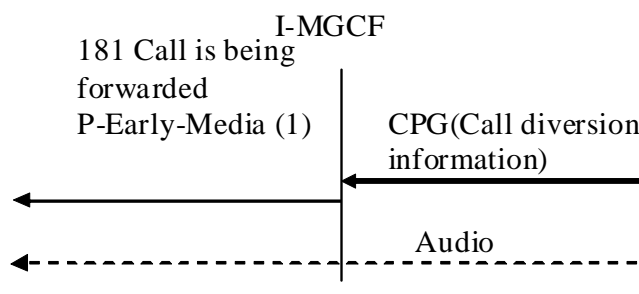 I-MGCF
181 Call is being
forwarded
P-Early-Media (1)
CPG(Call diversion
information)
Audio